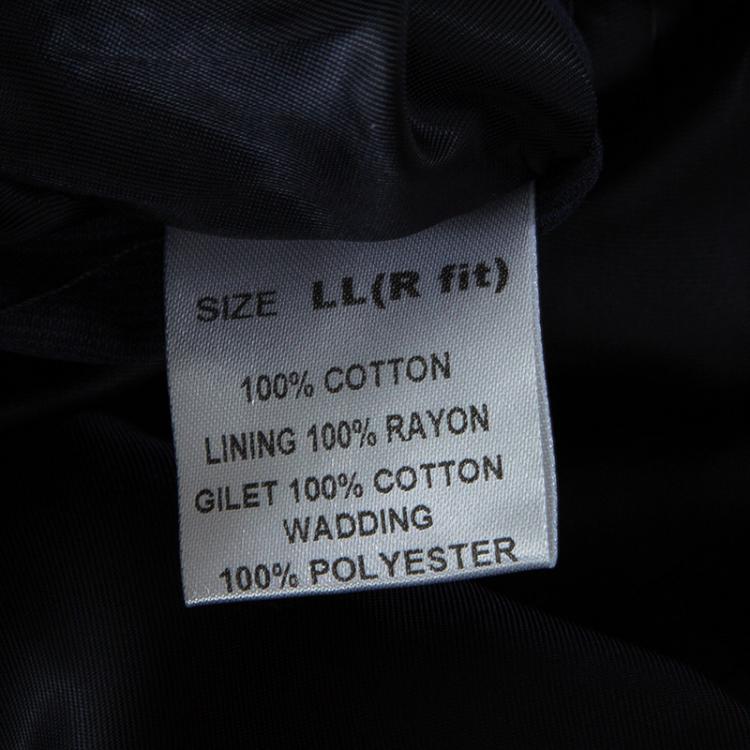 SIZE LL(R fit)
100% COTTON
LINING 100% RAYON
GILET 100% COTTON
WADDING
100% POLYESTER